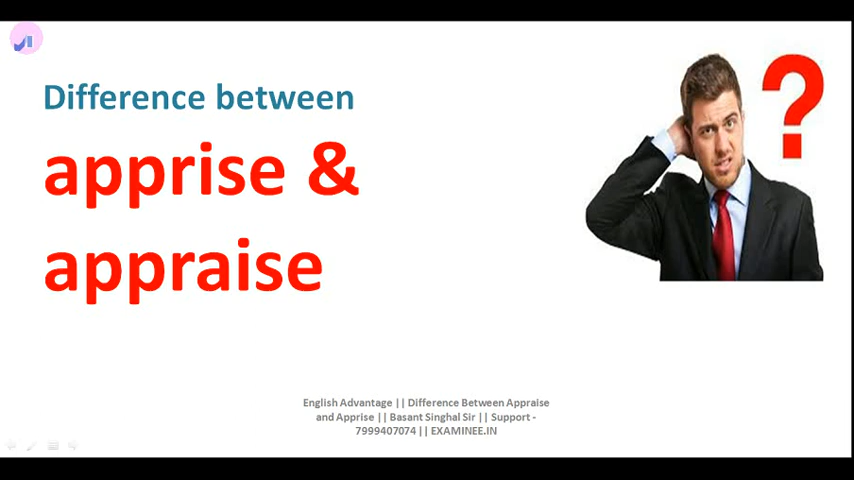 Difference between
apprise &
appraise
?
English Advantage || Difference Between Appraise
and Apprise || Basant Singhal Sir || Support -
7999407074 || EXAMINEE.IN